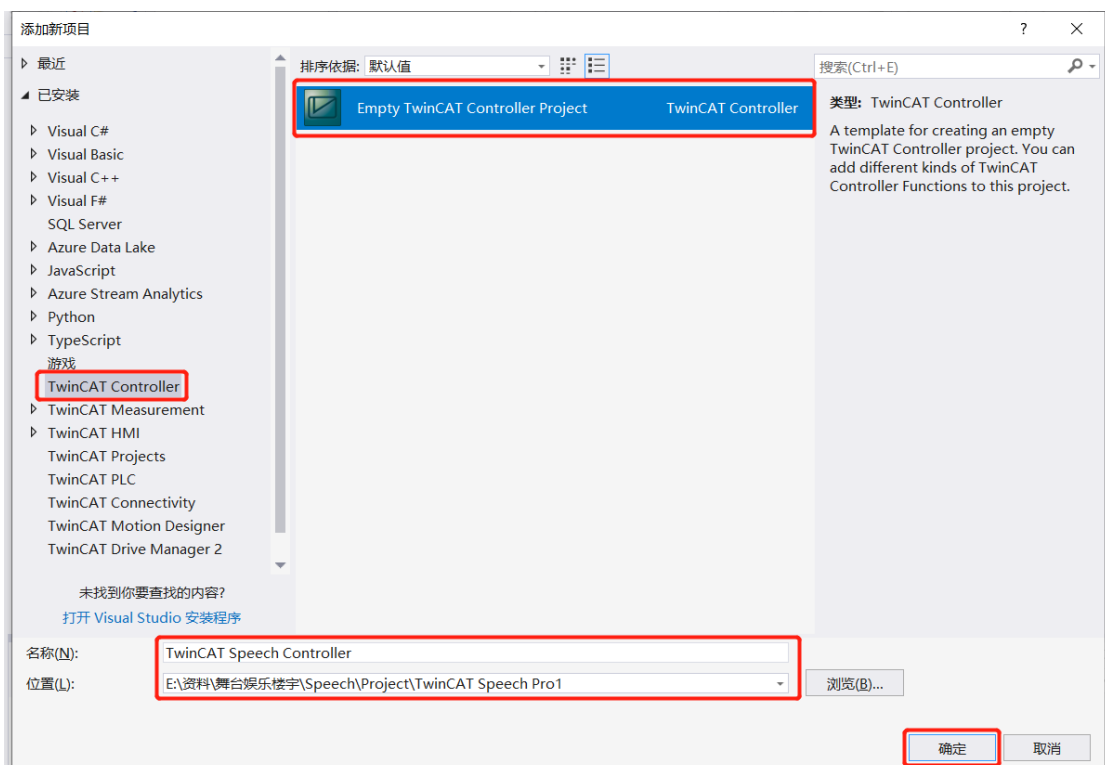 添加新项目
?
最近
已安装
Visual C#
Visual Basic
Visual C++
Visual F#
SQL Server
Azure Data Lake
JavaScript
Azure Stream Analytics
Python
TypeScript
游戏
TwinCAT Controller
TwinCAT Measurement
TwinCAT HMI
TwinCAT Projects
TwinCAT PLC
TwinCAT Connectivity
TwinCAT Motion Designer
TwinCAT Drive Manager 2
未找到你要查找的内容?
打开 Visual Studio 安装程序
排序依据: 默认值
Empty TwinCAT Controller Project TwinCAT Controller
搜索(Ctrl+E)
类型: TwinCAT Controller
A template for creating an empty
TwinCAT Controller project. You can
add different kinds of TwinCAT
Controller Functions to this project.
名称(N): TwinCAT Speech Controller
位置(L): E:\资料\舞台娱乐楼宇\Speech\Project\TwinCAT Speech Pro1
浏览(B)...
确定 取消